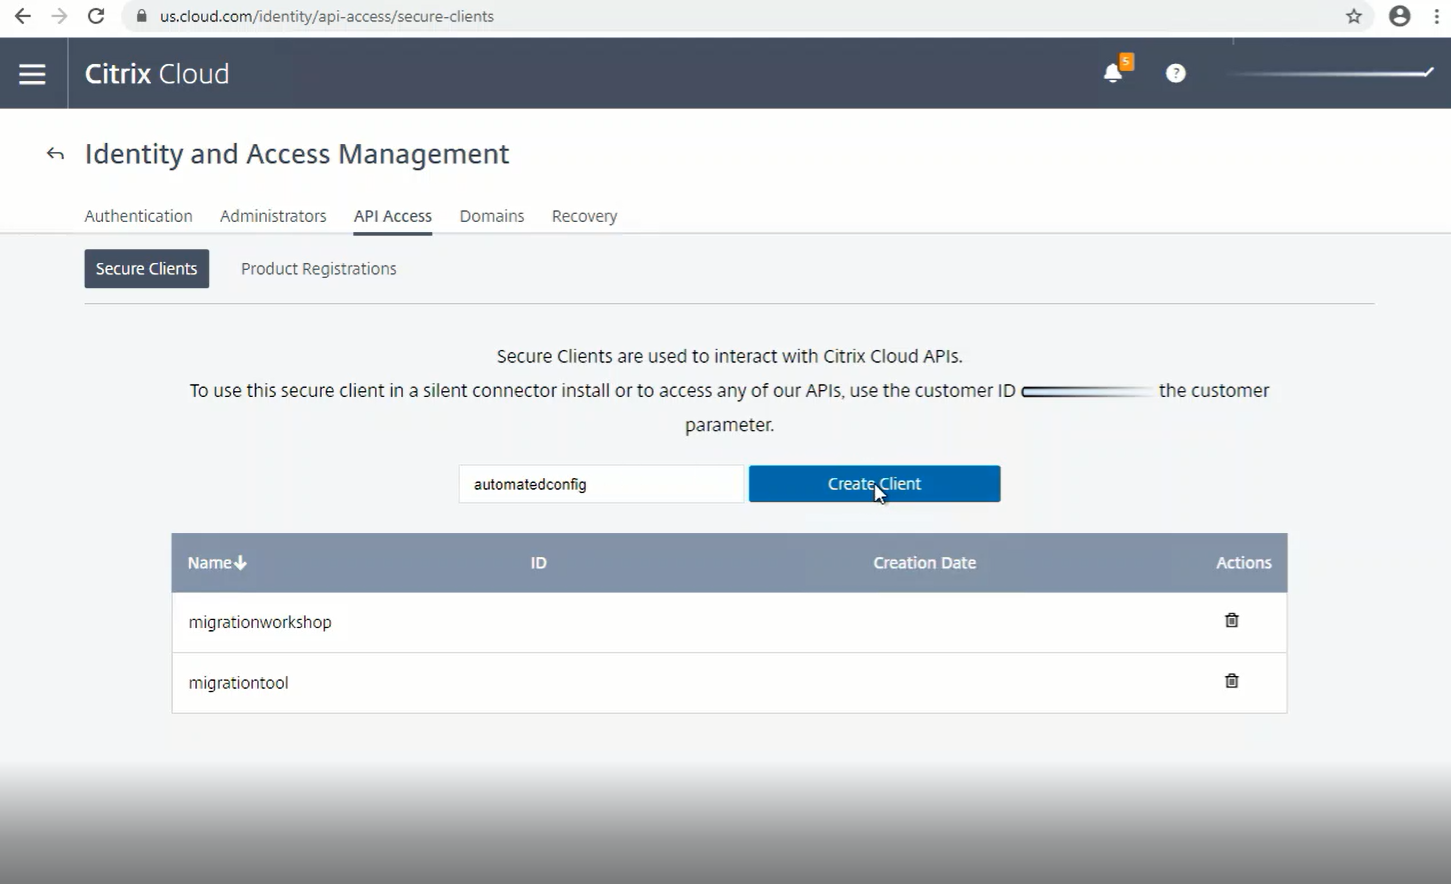 us.cloud.com/identity/api-access/secure-clients
Citrix Cloud
5
?
Identity and Access Management
Authentication Administrators API Access Domains Recovery
Secure Clients Product Registrations
Secure Clients are used to interact with Citrix Cloud APIs.
To use this secure client in a silent connector install or to access any of our APIs, use the customer ID the customer
parameter.
automatedconfig Create Client
Name ID Creation Date Actions
migrationworkshop
migrationtool